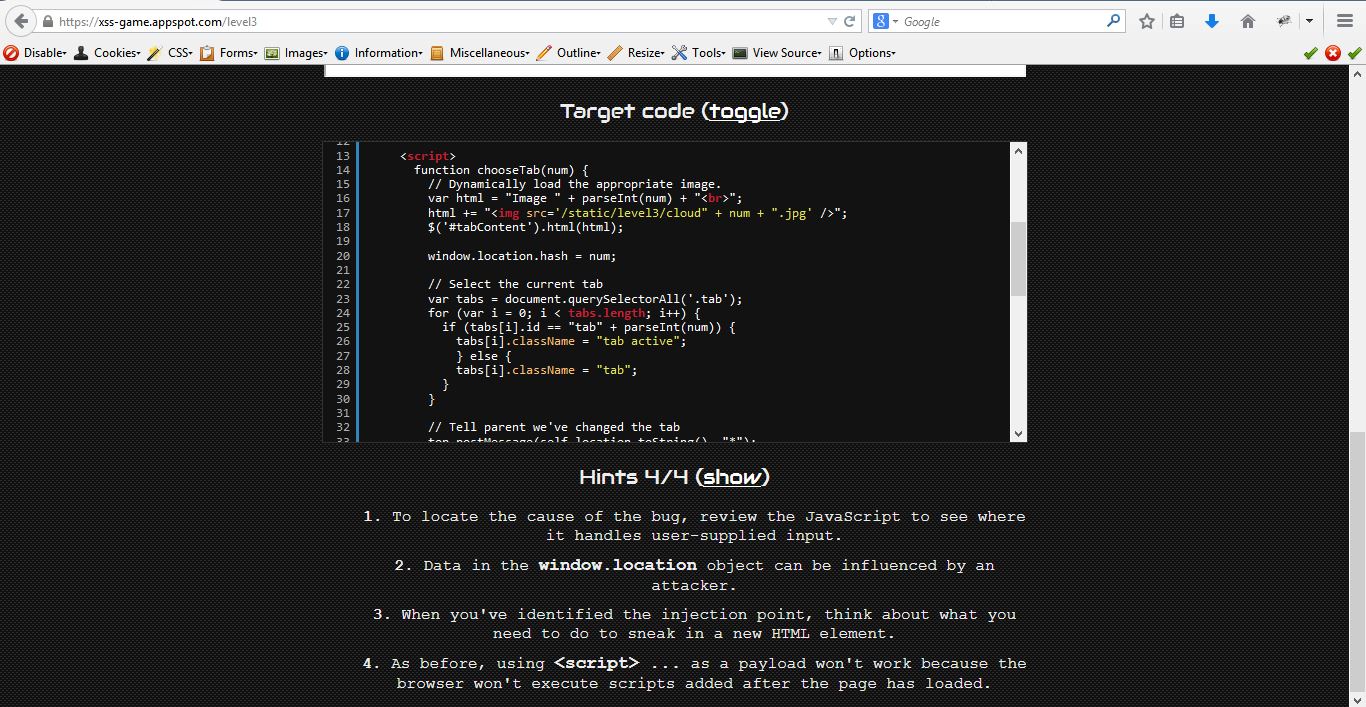 https://xss-game.appspot.com/level3
8
Google
Disable
Cookies
CSS
Forms
Images
Information
Miscellaneous
Outline
Resize
Tools
View Source
Options
Target code (toggle)
12
13 <script>
14 function chooseTab(num) {
15 // Dynamically load the appropriate image.
16 var html = "Image " + parseInt(num) + "<br>";
17 html += "<img src='/static/level3/cloud" + num + ".jpg' />";
18 $('#tabContent').html(html);
19
20 window.location.hash = num;
21
22 // Select the current tab
23 var tabs = document.querySelectorAll('.tab');
24 for (var i = 0; i < tabs.length; i++) {
25 if (tabs[i].id == "tab" + parseInt(num)) {
26 tabs[i].className = "tab active";
27 } else {
28 tabs[i].className = "tab";
29 }
30 }
31
32 // Tell parent we've changed the tab
33 top.postMessage(self.location.toString(), "*");
Hints 4/4 (show)
1. To locate the cause of the bug, review the JavaScript to see where
it handles user-supplied input.
2. Data in the window.location object can be influenced by an
attacker.
3. When you've identified the injection point, think about what you
need to do to sneak in a new HTML element.
4. As before, using <script> ... as a payload won't work because the
browser won't execute scripts added after the page has loaded.